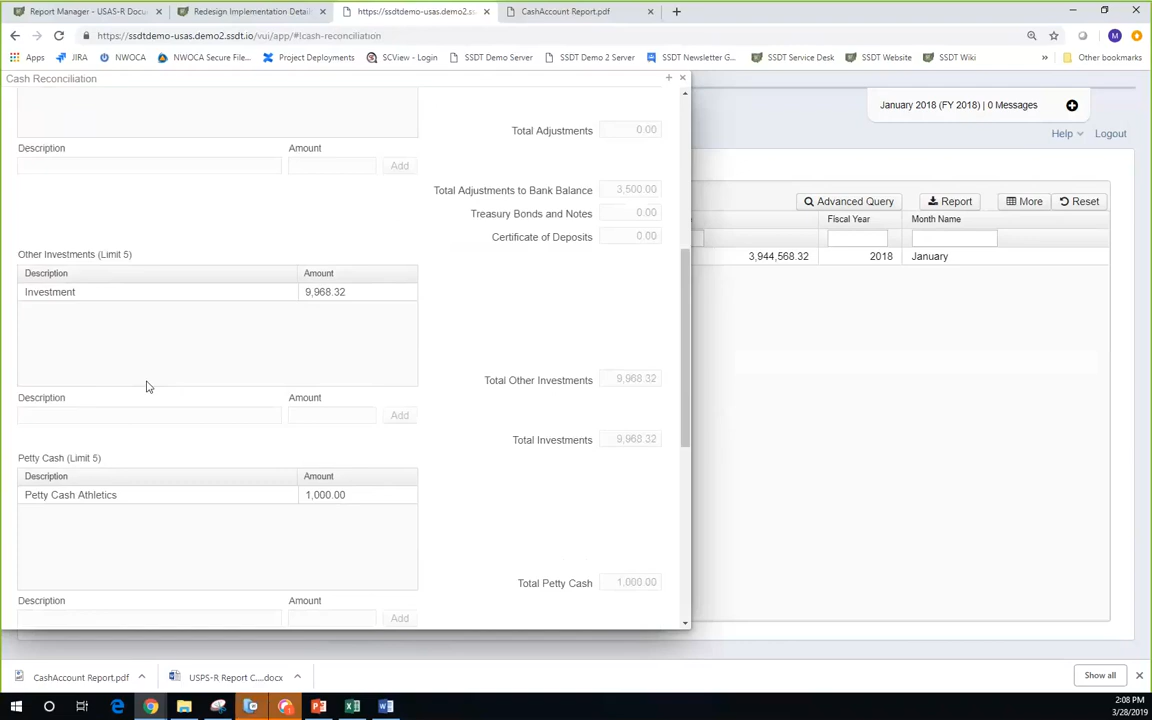 Report Manager - USAS-R Docu
Redesign Implementation Detai
https://ssdtdemo-usas.demo2.ss
CashAccount Report.pdf
https://ssdtdemo-usas.demo2.ssdt.io/vui/app/#!cash-reconciliation
M
Apps JIRA NWOCA NWOCA Secure File... Project Deployments SCView - Login SSDT Demo Server SSDT Demo 2 Server SSDT Newsletter G... SSDT Service Desk SSDT Website SSDT Wiki » Other bookmarks
Cash Reconciliation
January 2018 (FY 2018) | 0 Messages
Help Logout
Total Adjustments 0.00
Description Amount
Add
Total Adjustments to Bank Balance 3,500.00
Treasury Bonds and Notes 0.00
Certificate of Deposits 0.00
Advanced Query Report More Reset
Fiscal Year Month Name
3,944,568.32 2018 January
Other Investments (Limit 5)
Description Amount
Investment 9,968.32
Total Other Investments 9,968.32
Description Amount
Add
Total Investments 9,968.32
Petty Cash (Limit 5)
Description Amount
Petty Cash Athletics 1,000.00
Total Petty Cash 1,000.00
Description Amount
Add
CashAccount Report.pdf
USPS-R Report C....docx
Show all
2:08 PM
3/28/2019